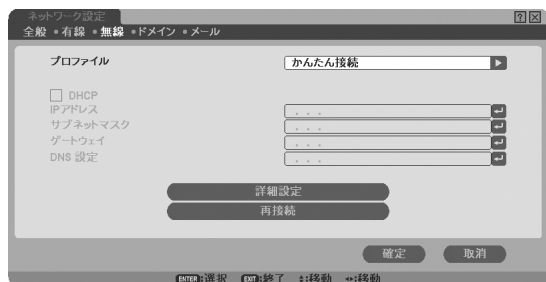 ネットワーク設定
全般 ●有線 ●無線 ●ドメイン ●メール
プロファイル かんたん接続
DHCP
IPアドレス . . .
サブネットマスク . . .
ゲートウェイ . . .
DNS 設定 . . .
詳細設定
再接続
確定 取消
ENTER:選択 EXIT:終了 :移動 :移動